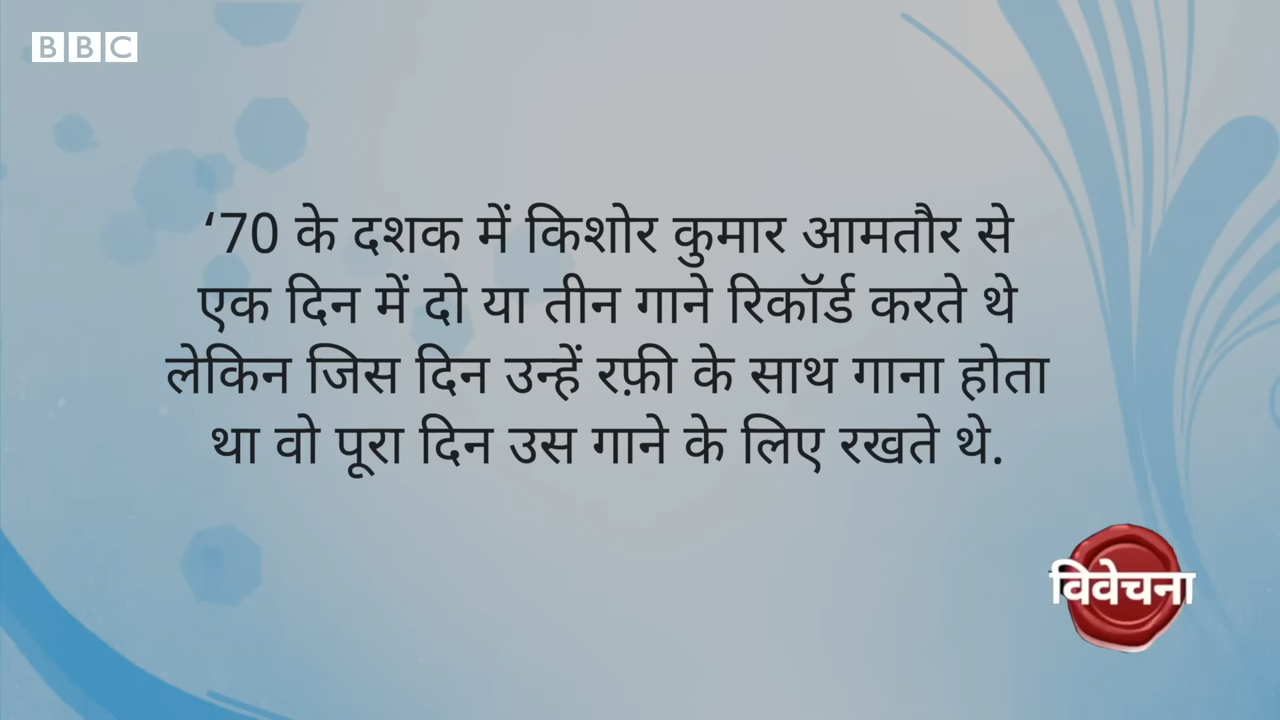 BBC
‘70 के दशक में किशोर कुमार आमतौर से
एक दिन में दो या तीन गाने रिकॉर्ड करते थे
लेकिन जिस दिन उन्हें रफ़ी के साथ गाना होता
था वो पूरा दिन उस गाने के लिए रखते थे.
विवेचना